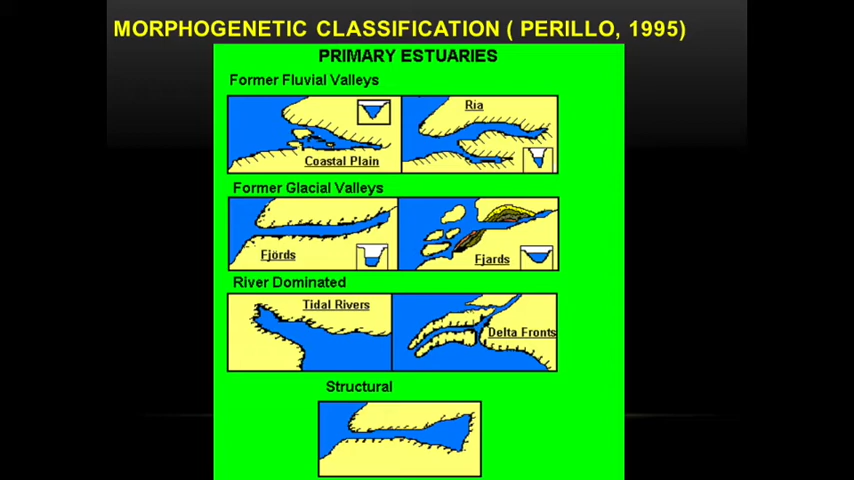 MORPHOGENETIC CLASSIFICATION ( PERILLO, 1995)
PRIMARY ESTUARIES
Former Fluvial Valleys
Ria
Coastal Plain
Former Glacial Valleys
Fjörds
Fjards
River Dominated
Tidal Rivers
Delta Fronts
Structural